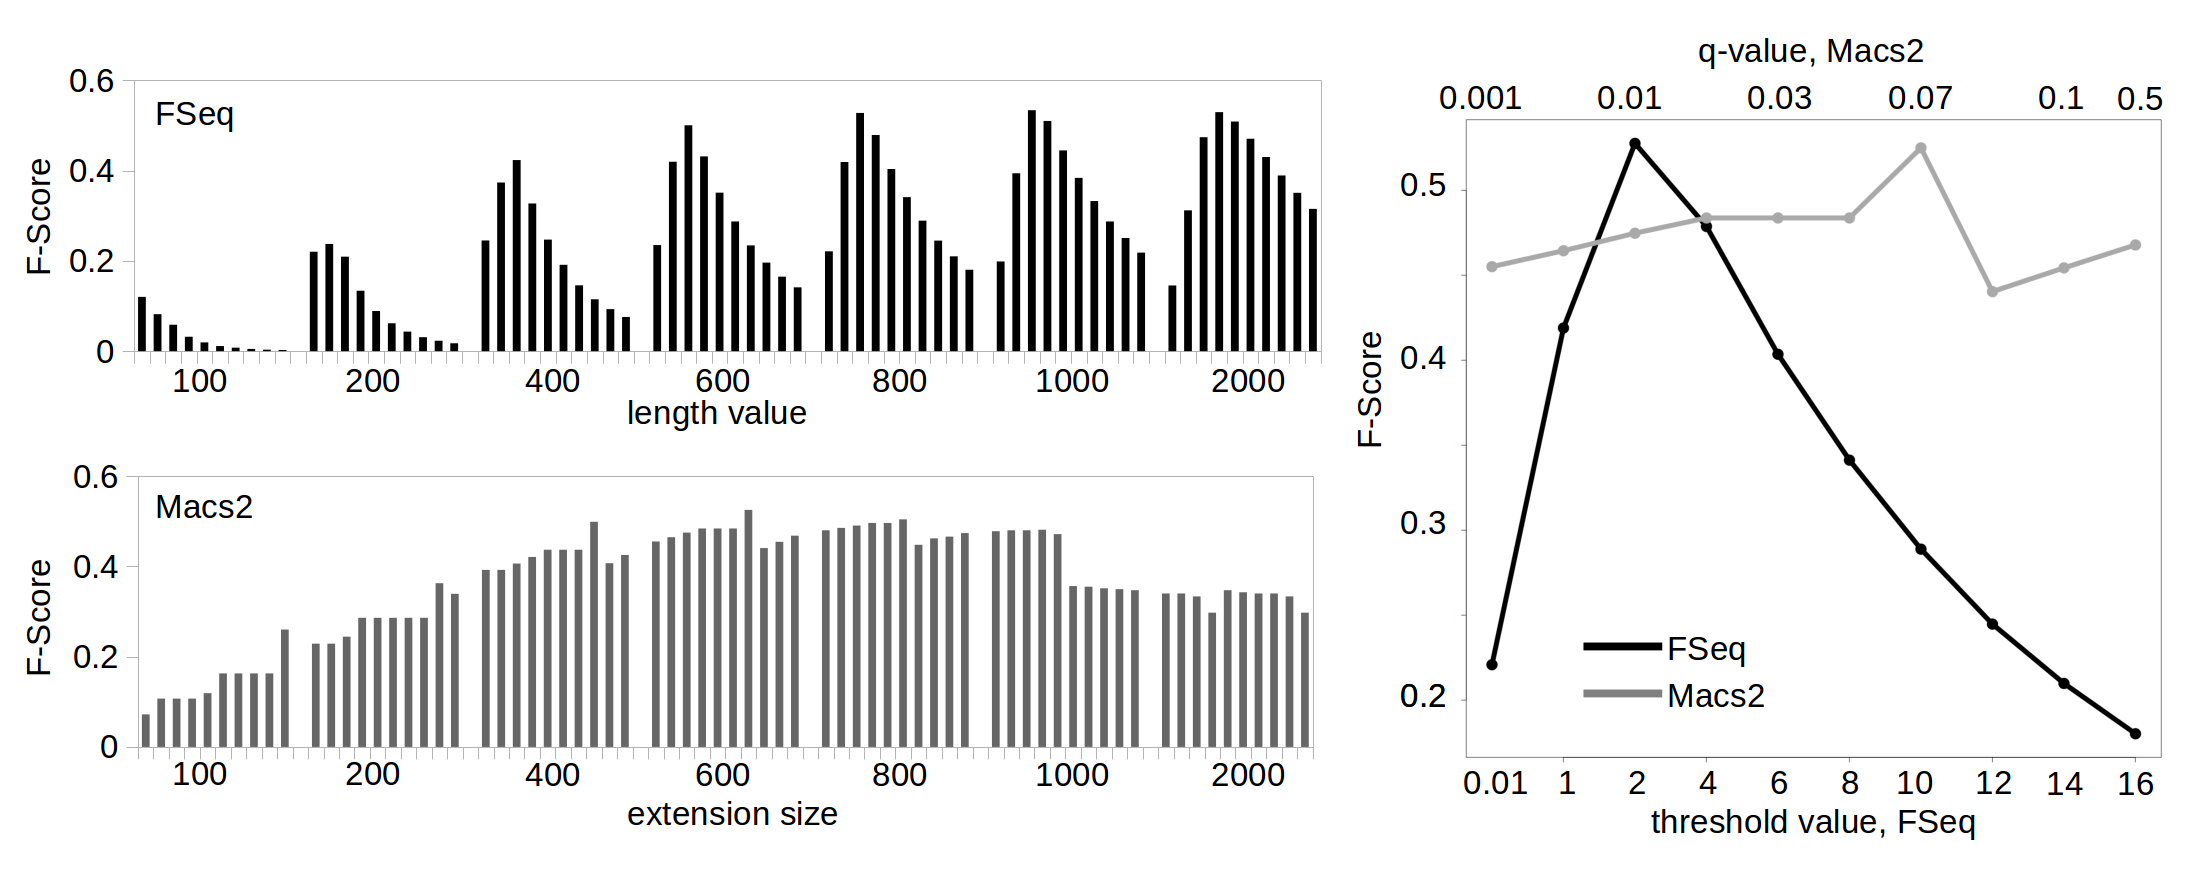 0.6
FSeq
0.4
0.2
0
F-Score
100 200 400 600 800 1000 2000
length value
0.6
Macs2
0.4
0.2
0
F-Score
100 200 400 600 800 1000 2000
extension size
q-value, Macs2
0.001 0.01 0.03 0.07 0.1 0.5
0.5
0.4
0.3
0.2
F-Score
FSeq
Macs2
0.01 1 2 4 6 8 10 12 14 16
threshold value, FSeq